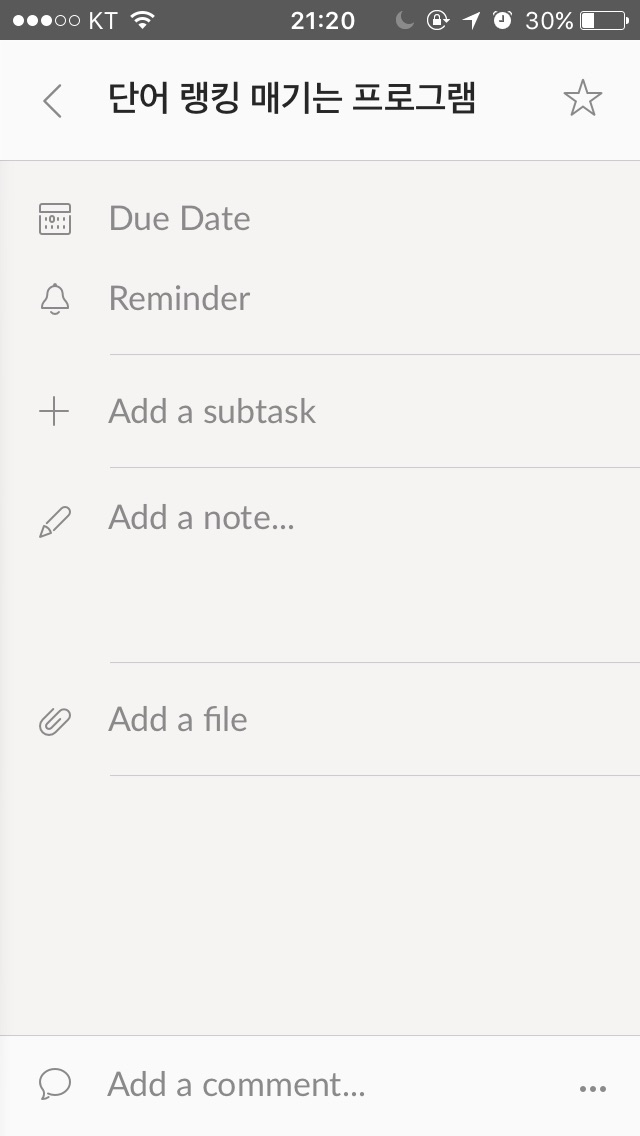 KT 21:20 30%
단어 랭킹 매기는 프로그램
Due Date
Reminder
Add a subtask
Add a note...
Add a file
Add a comment...